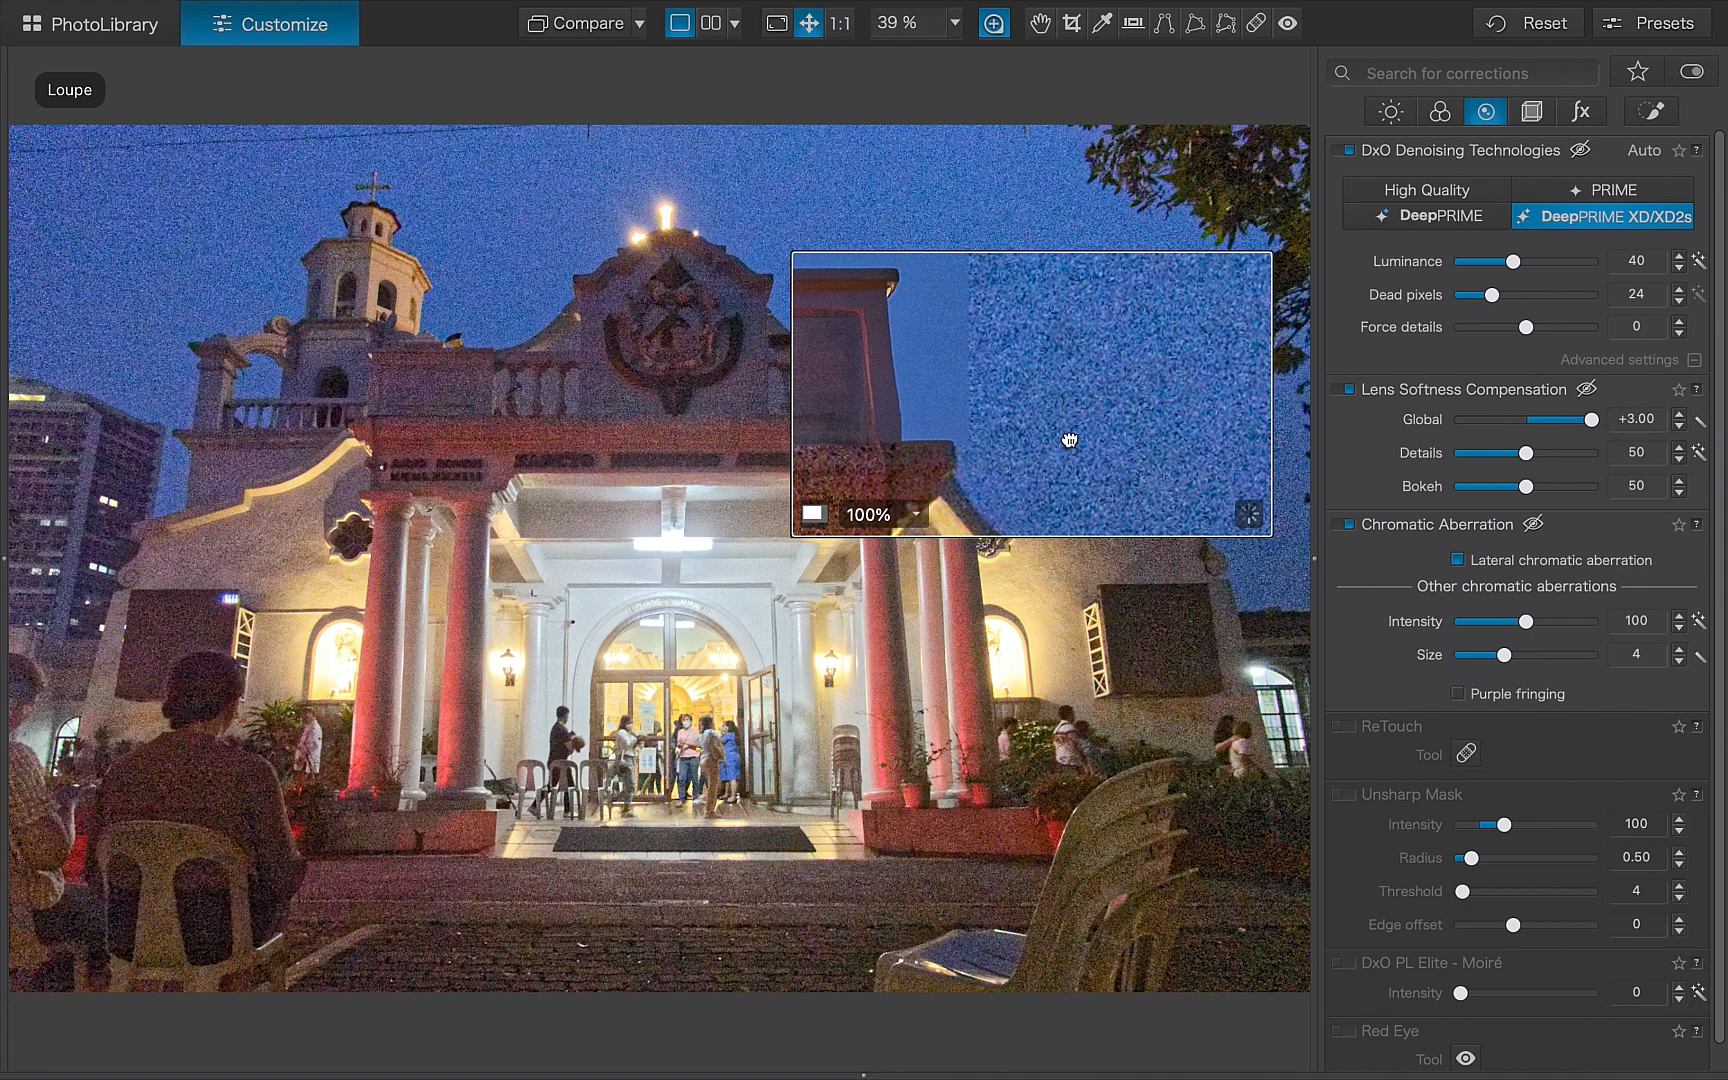 PhotoLibrary
Customize
Compare
1:1
39 %
Reset
Presets
Loupe
Search for corrections
fx
DxO Denoising Technologies
Auto
High Quality
PRIME
DeepPRIME
DeepPRIME XD/XD2s
Luminance 40
Dead pixels 24
Force details 0
Advanced settings
Lens Softness Compensation
Global +3.00
Details 50
Bokeh 50
Chromatic Aberration
Lateral chromatic aberration
Other chromatic aberrations
Intensity 100
Size 4
Purple fringing
ReTouch
Tool
Unsharp Mask
Intensity 100
Radius 0.50
Threshold 4
Edge offset 0
DxO PL Elite - Moiré
Intensity 0
Red Eye
Tool
100%